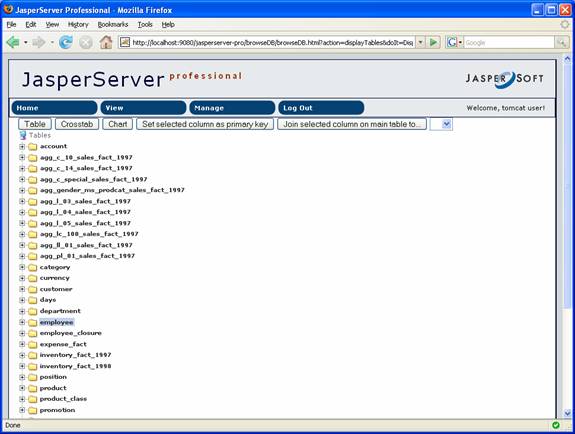 JasperServer Professional - Mozilla Firefox
File Edit View History Bookmarks Tools Help
http://localhost:9080/jasperserver-pro/browseDB/browseDB.html?action=displayTables&doIt=Disp
Google
JasperServer professional
JASPERSOFT
Home View Manage Log Out Welcome, tomcat user!
Table Crosstab Chart Set selected column as primary key Join selected column on main table to...
Tables
account
agg_c_10_sales_fact_1997
agg_c_14_sales_fact_1997
agg_c_special_sales_fact_1997
agg_gender_ms_prodcat_sales_fact_1997
agg_l_03_sales_fact_1997
agg_l_04_sales_fact_1997
agg_l_05_sales_fact_1997
agg_lc_100_sales_fact_1997
agg_ll_01_sales_fact_1997
agg_pl_01_sales_fact_1997
category
currency
customer
days
department
employee
employee_closure
expense_fact
inventory_fact_1997
inventory_fact_1998
position
product
product_class
promotion
Done